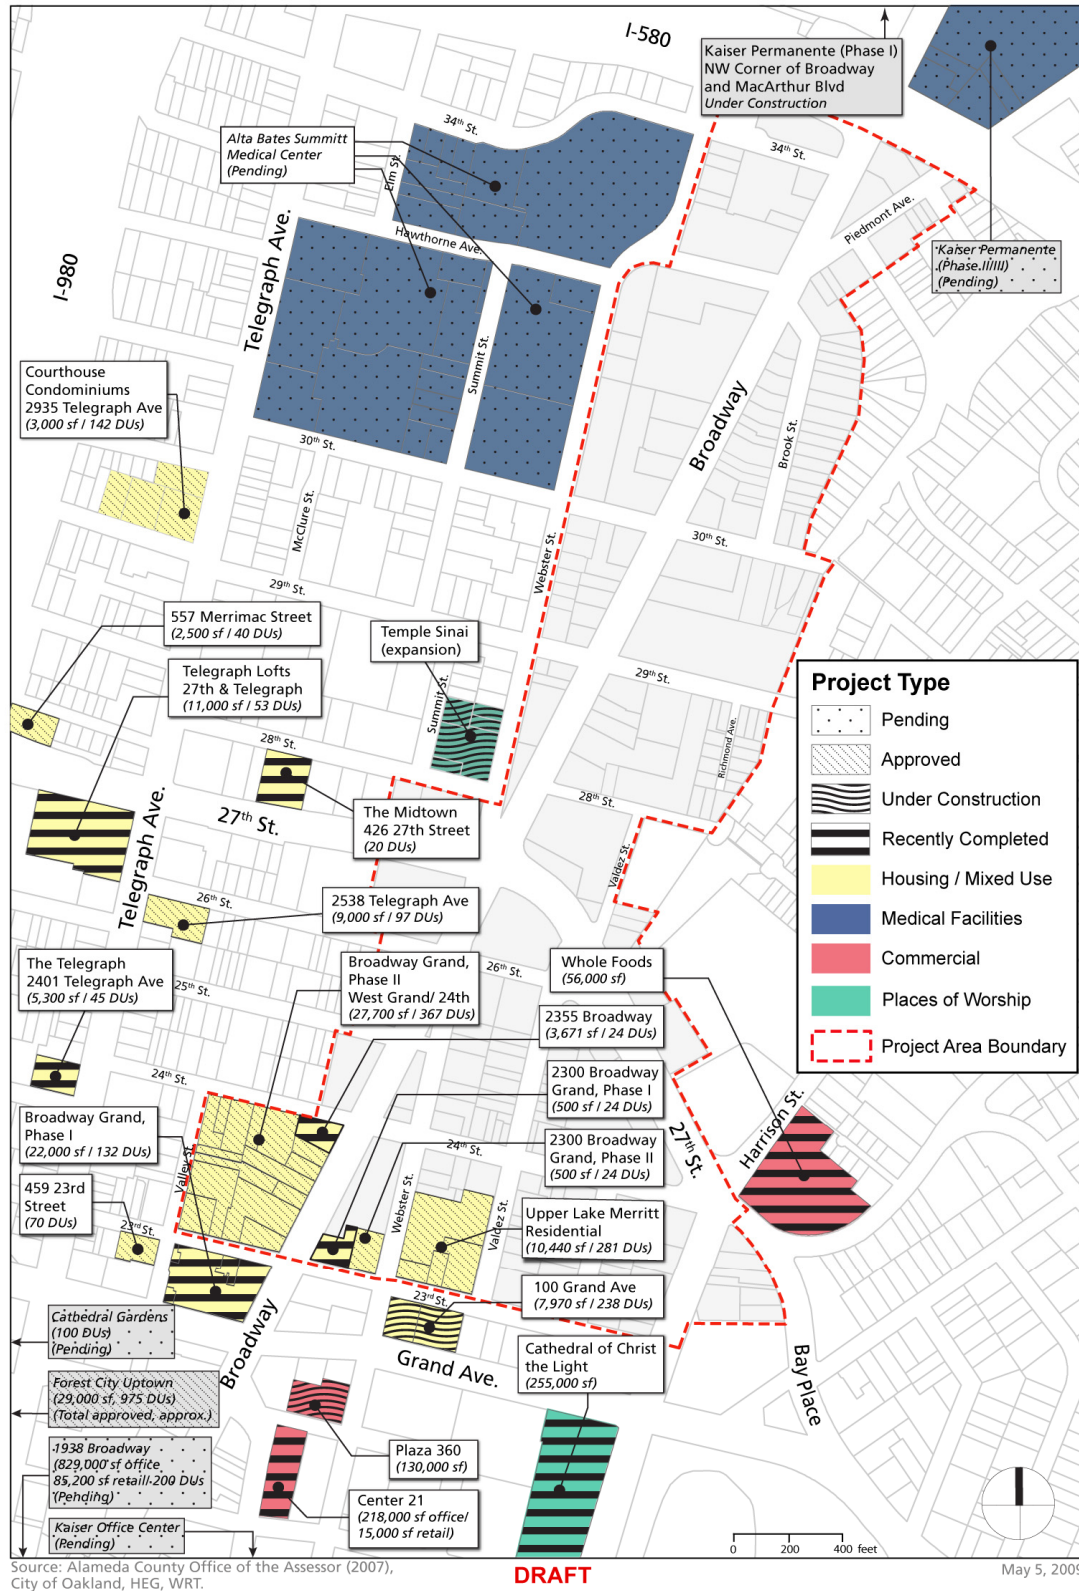 I-580
Kaiser Permanente (Phase I)
NW Corner of Broadway
and MacArthur Blvd
Under Construction
34th St.
Alta Bates Summitt
Medical Center
(Pending)
34th St.
Elm St.
Piedmont Ave.
Hawthorne Ave.
Telegraph Ave.
Kaiser Permanente
(Phase II/III)
(Pending)
I-980
Summit St.
Courthouse
Condominiums
2935 Telegraph Ave
(3,000 sf / 142 DUs)
Broadway
Brook St.
30th St.
McClure St.
30th St.
Webster St.
29th St.
557 Merrimac Street
(2,500 sf / 40 DUs)
Temple Sinai
(expansion)
Telegraph Lofts
27th & Telegraph
(11,000 sf / 53 DUs)
29th St.
Summit St.
Richmond Ave.
28th St.
Project Type
Pending
Approved
Under Construction
Recently Completed
Housing / Mixed Use
Medical Facilities
Commercial
Places of Worship
Project Area Boundary
28th St.
The Midtown
426 27th Street
(20 DUs)
27th St.
Telegraph Ave.
Valdez St.
26th St.
2538 Telegraph Ave
(9,000 sf / 97 DUs)
The Telegraph
2401 Telegraph Ave
(5,300 sf / 45 DUs)
25th St.
Broadway Grand,
Phase II
West Grand/ 24th
(27,700 sf / 367 DUs)
26th St.
Whole Foods
(56,000 sf)
2355 Broadway
(3,671 sf / 24 DUs)
24th St.
2300 Broadway
Grand, Phase I
(500 sf / 24 DUs)
Broadway Grand,
Phase I
(22,000 sf / 132 DUs)
Valley St.
24th St.
2300 Broadway
Grand, Phase II
(500 sf / 24 DUs)
27th St.
Harrison St.
459 23rd
Street
(70 DUs)
23rd St.
Webster St.
Valdez St.
Upper Lake Merritt
Residential
(10,440 sf / 281 DUs)
23rd St.
100 Grand Ave
(7,970 sf / 238 DUs)
Cathedral Gardens
(100 DUs)
(Pending)
Broadway
Grand Ave.
Cathedral of Christ
the Light
(255,000 sf)
Bay Place
Forest City Uptown
(29,000 sf, 975 DUs)
(Total approved, approx.)
1938 Broadway
(829,000 sf office
85,200 sf retail/ 200 DUs
(Pending)
Plaza 360
(130,000 sf)
Center 21
(218,000 sf office/
15,000 sf retail)
Kaiser Office Center
(Pending)
0 200 400 feet
Source: Alameda County Office of the Assessor (2007),
City of Oakland, HEG, WRT.
DRAFT
May 5, 2009